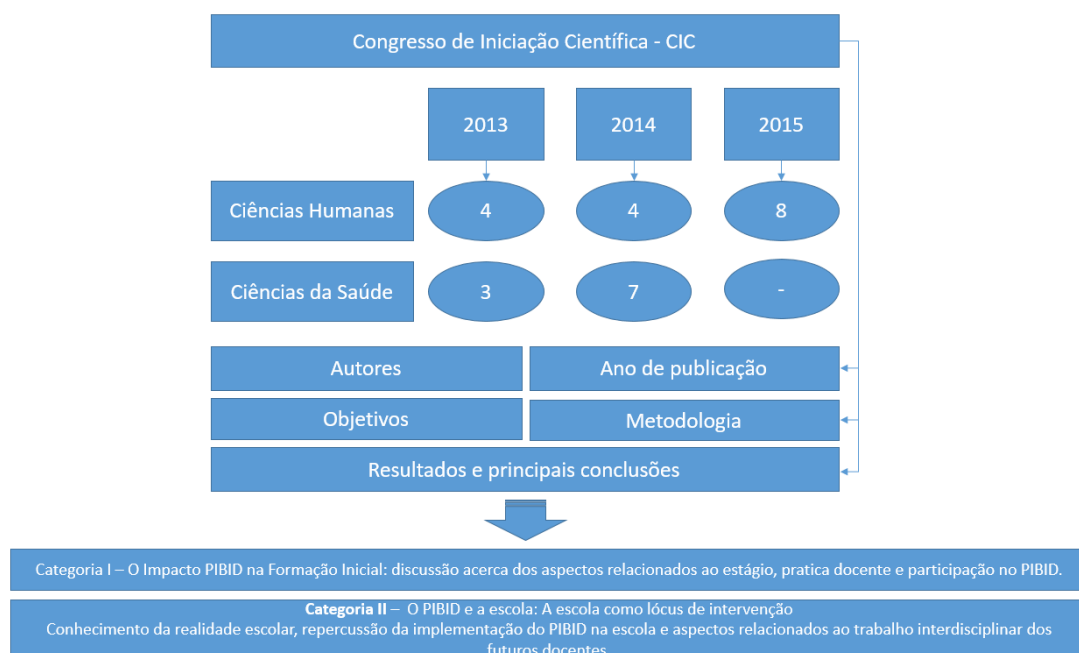 Congresso de Iniciação Científica - CIC
2013
2014
2015
Ciências Humanas
4
4
8
Ciências da Saúde
3
7
-
Autores
Ano de publicação
Objetivos
Metodologia
Resultados e principais conclusões
Categoria I – O Impacto PIBID na Formação Inicial: discussão acerca dos aspectos relacionados ao estágio, pratica docente e participação no PIBID.
Categoria II – O PIBID e a escola: A escola como lócus de intervenção
Conhecimento da realidade escolar, repercussão da implementação do PIBID na escola e aspectos relacionados ao trabalho interdisciplinar dos
futuros docentes